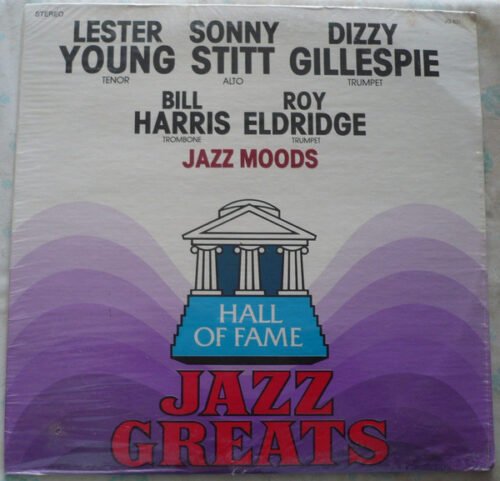 STEREO
LESTER SONNY DIZZY
YOUNG STITT GILLESPIE
TENOR ALTO TRUMPET
BILL ROY
HARRIS ELDRIDGE
TROMBONE TRUMPET
JAZZ MOODS
HALL
OF FAME
JAZZ
GREATS